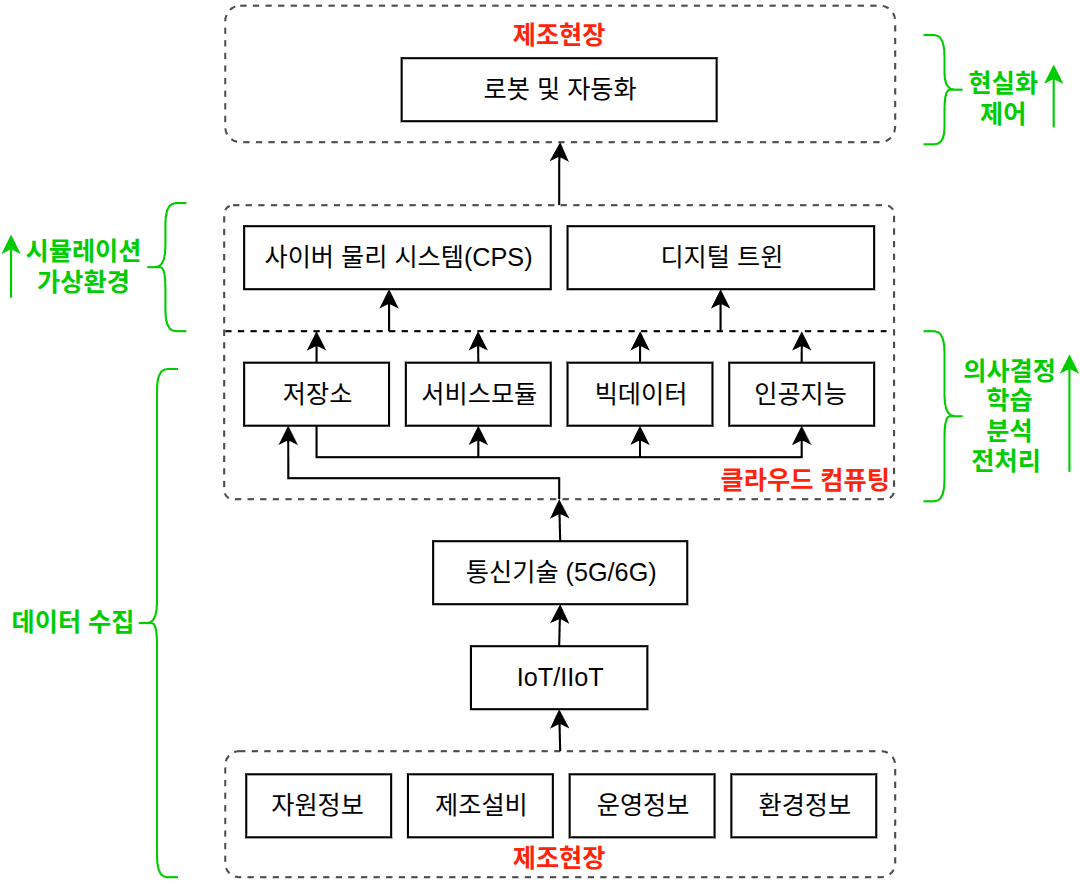 제조현장
로봇 및 자동화
현실화
제어
시뮬레이션
가상환경
사이버 물리 시스템(CPS)
디지털 트윈
저장소
서비스모듈
빅데이터
인공지능
의사결정
학습
분석
전처리
클라우드 컴퓨팅
통신기술 (5G/6G)
데이터 수집
IoT/IIoT
자원정보
제조설비
운영정보
환경정보
제조현장